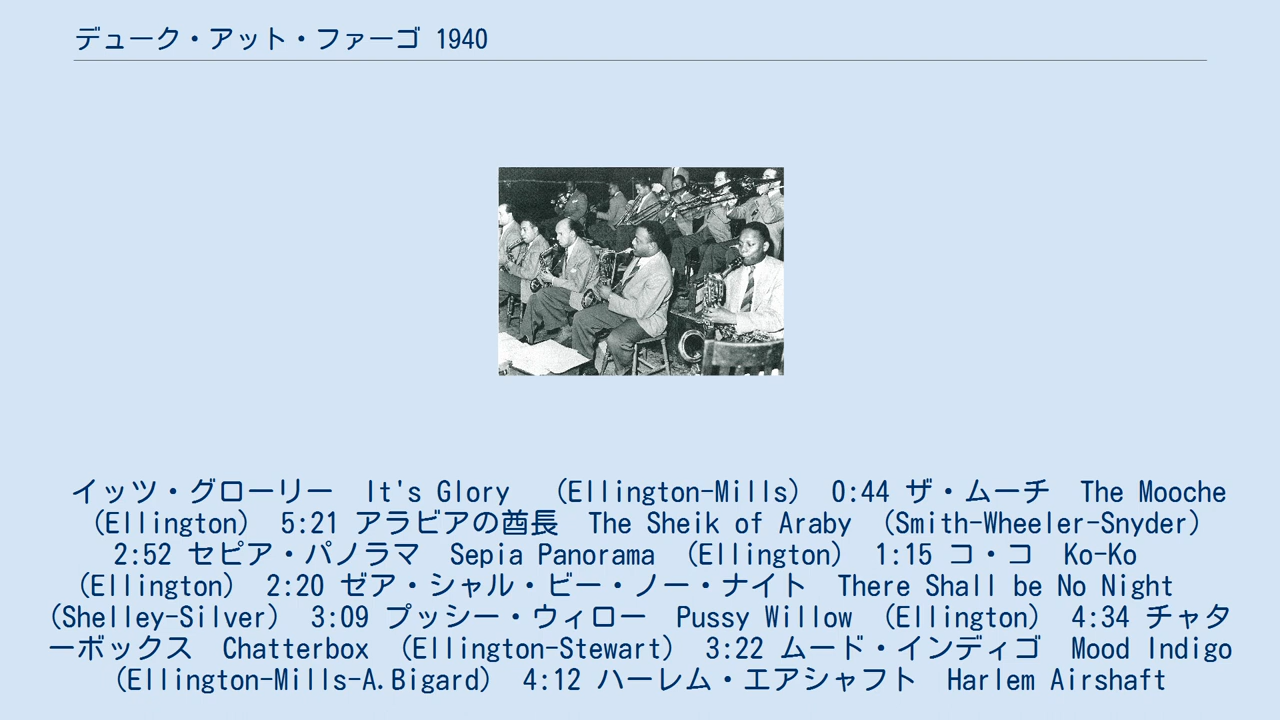 デューク・アット・ファーゴ 1940
イッツ・グローリー　It's Glory　（Ellington-Mills）　0:44 ザ・ムーチ　The Mooche
（Ellington）　5:21 アラビアの酋長　The Sheik of Araby　（Smith-Wheeler-Snyder）
2:52 セピア・パノラマ　Sepia Panorama　（Ellington）　1:15 コ・コ　Ko-Ko
（Ellington）　2:20 ゼア・シャル・ビー・ノー・ナイト　There Shall be No Night
（Shelley-Silver）　3:09 プッシー・ウィロー　Pussy Willow　（Ellington）　4:34 チャタ
ーボックス　Chatterbox　（Ellington-Stewart）　3:22 ムード・インディゴ　Mood Indigo
（Ellington-Mills-A.Bigard）　4:12 ハーレム・エアシャフト　Harlem Airshaft